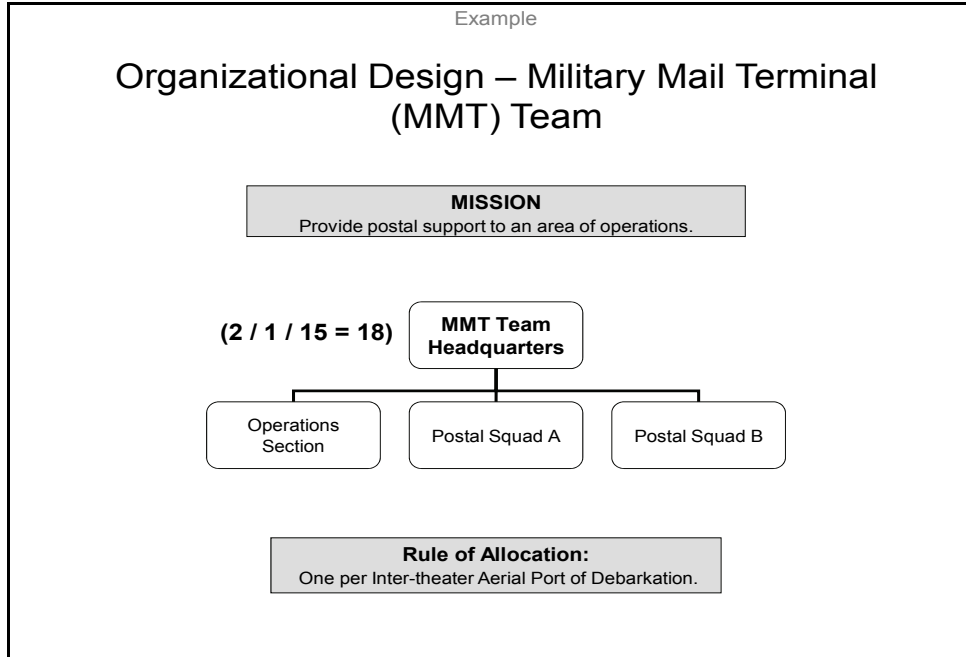 Example
Organizational Design – Military Mail Terminal
(MMT) Team
MISSION
Provide postal support to an area of operations.
(2 / 1 / 15 = 18)
MMT Team
Headquarters
Operations
Section
Postal Squad A
Postal Squad B
Rule of Allocation:
One per Inter-theater Aerial Port of Debarkation.